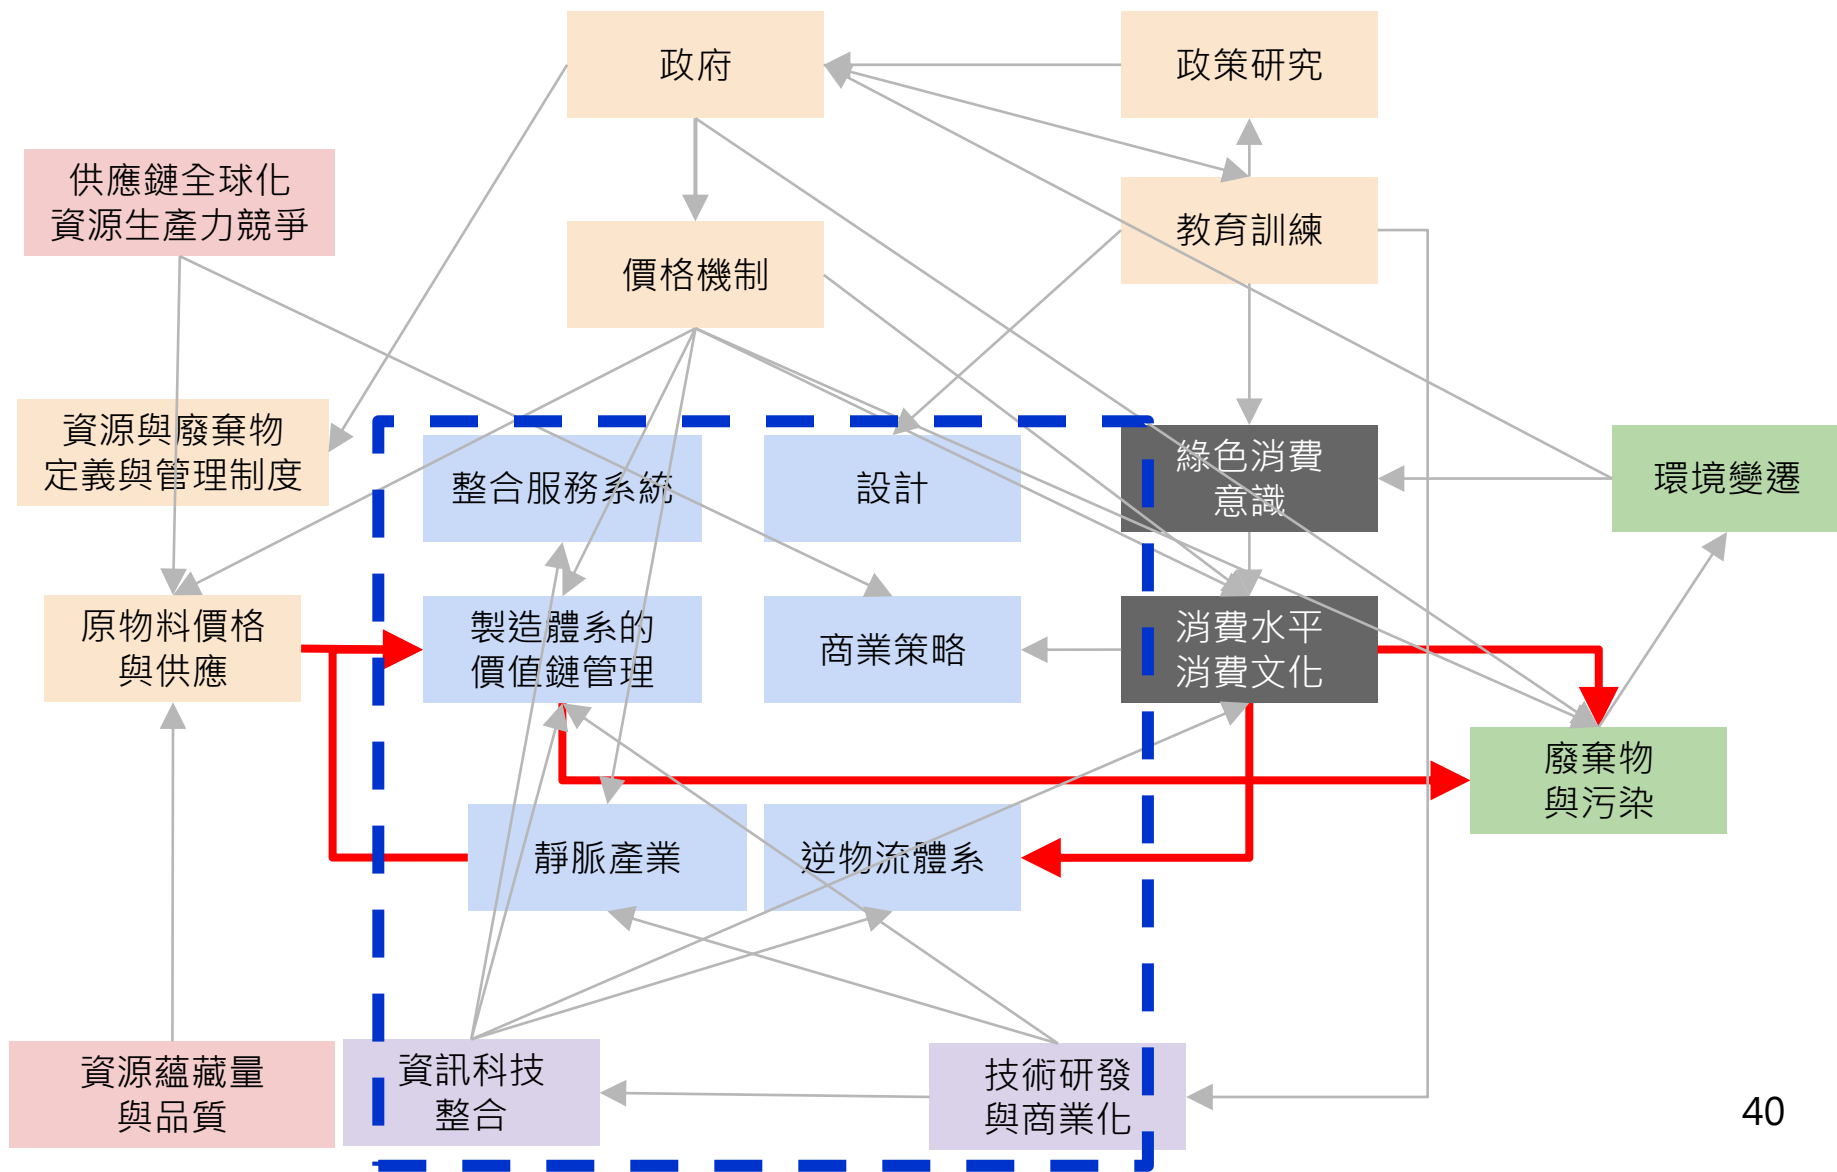 政府
政策研究
供應鏈全球化
資源生產力競爭
教育訓練
價格機制
資源與廢棄物
定義與管理制度
整合服務系統
設計
綠色消費
意識
環境變遷
原物料價格
與供應
製造體系的
價值鏈管理
商業策略
消費水平
消費文化
廢棄物
與污染
靜脈產業
逆物流體系
資源蘊藏量
與品質
資訊科技
整合
技術研發
與商業化
40